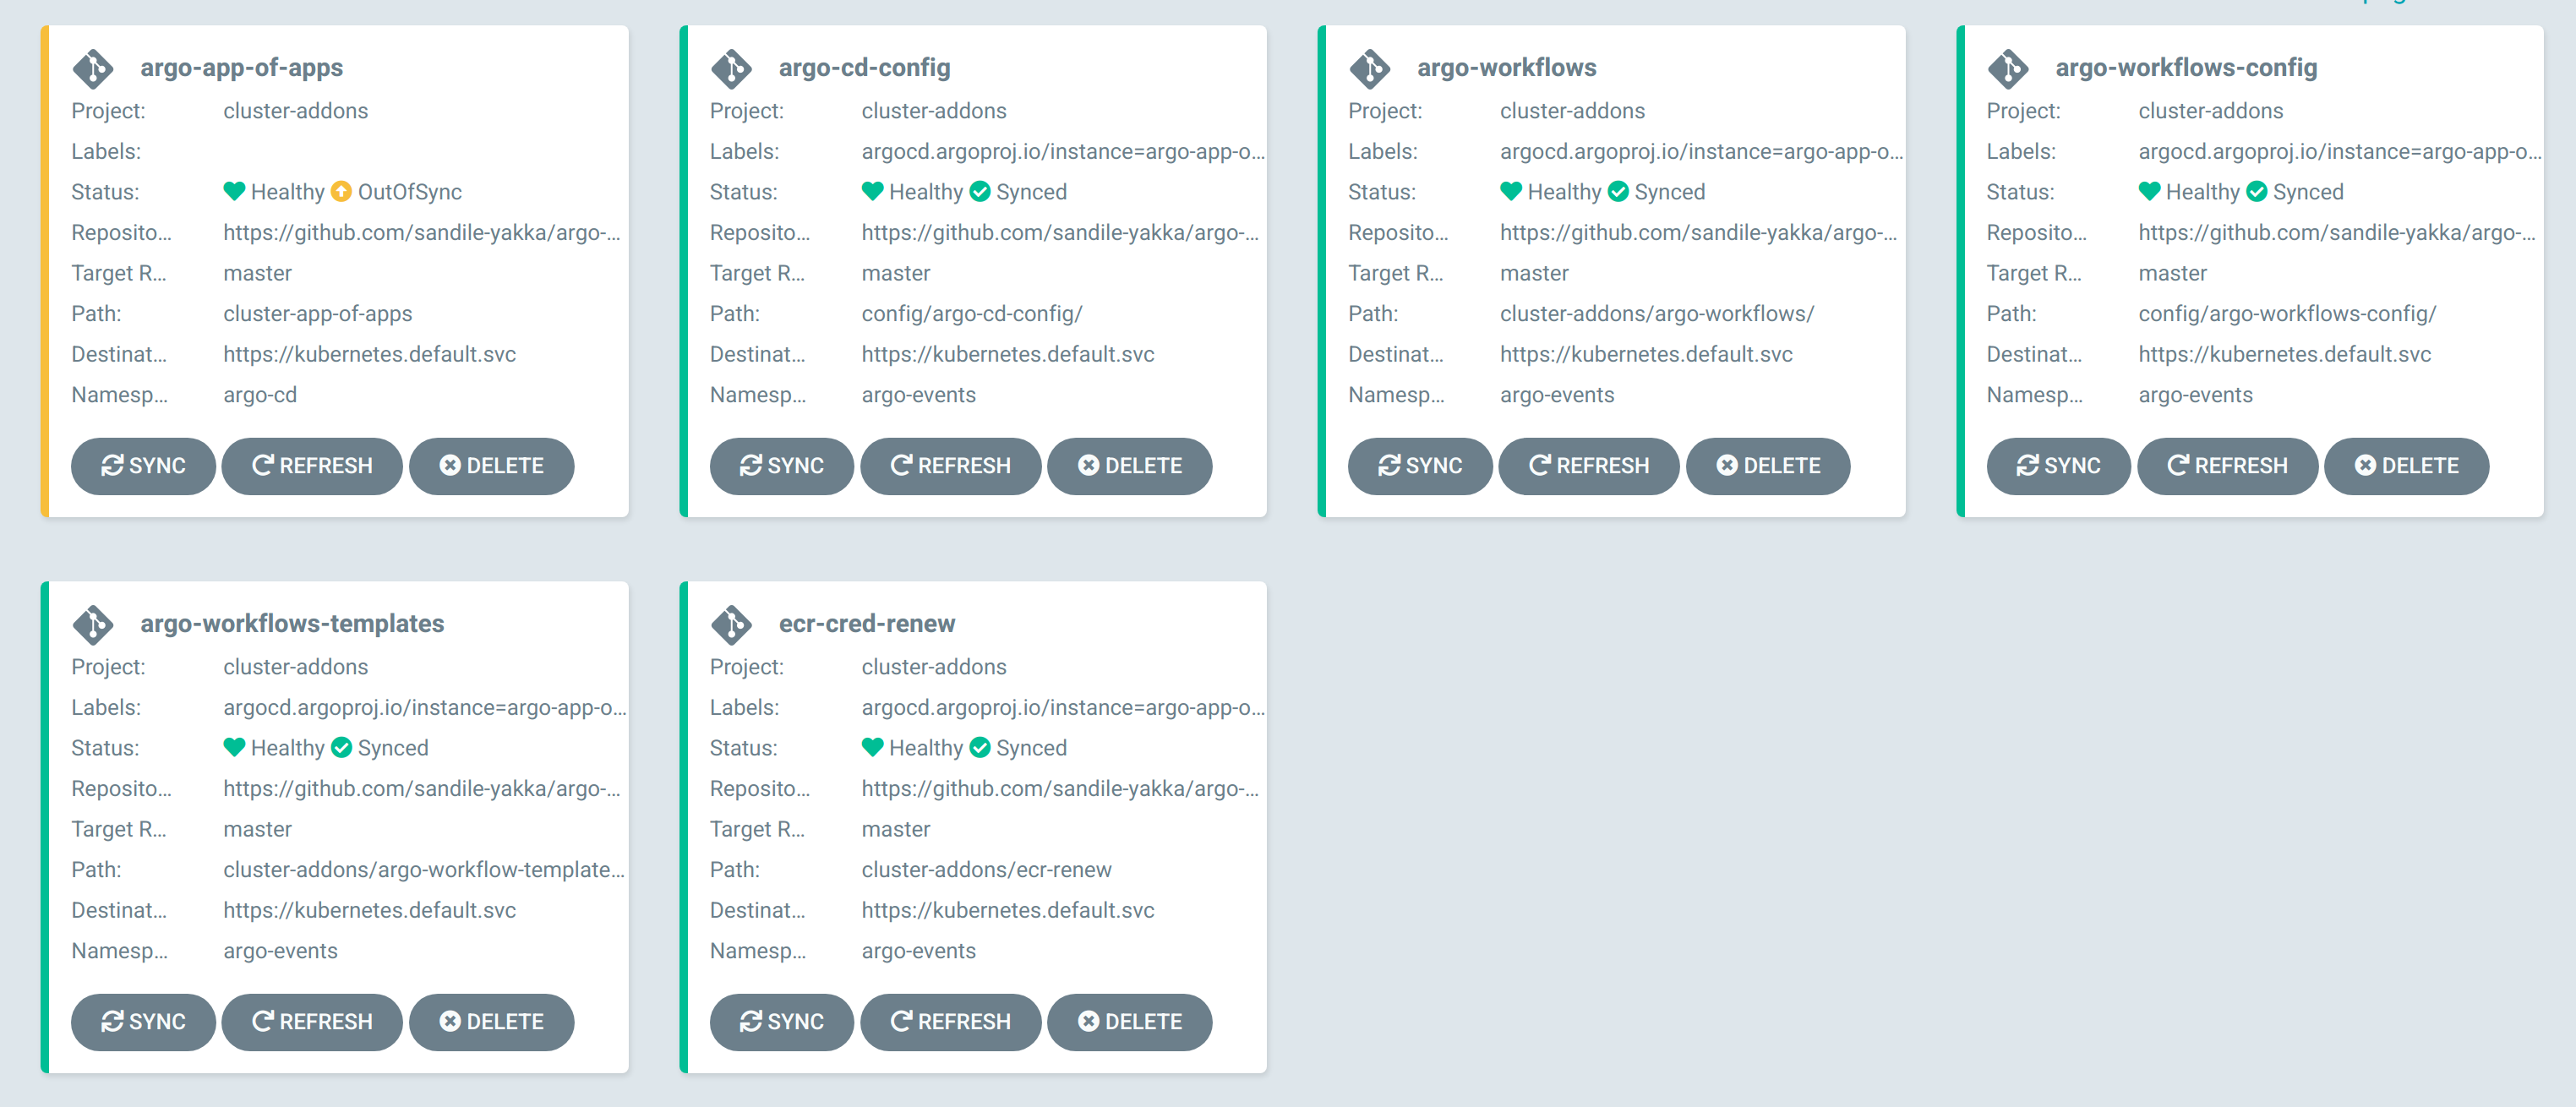 argo-app-of-apps
Project: cluster-addons
Labels:
Status: Healthy OutOfSync
Reposito... https://github.com/sandile-yakka/argo-...
Target R... master
Path: cluster-app-of-apps
Destinat... https://kubernetes.default.svc
Namesp... argo-cd
SYNC REFRESH DELETE
argo-cd-config
Project: cluster-addons
Labels: argocd.argoproj.io/instance=argo-app-o...
Status: Healthy Synced
Reposito... https://github.com/sandile-yakka/argo-...
Target R... master
Path: config/argo-cd-config/
Destinat... https://kubernetes.default.svc
Namesp... argo-events
SYNC REFRESH DELETE
argo-workflows
Project: cluster-addons
Labels: argocd.argoproj.io/instance=argo-app-o...
Status: Healthy Synced
Reposito... https://github.com/sandile-yakka/argo-...
Target R... master
Path: cluster-addons/argo-workflows/
Destinat... https://kubernetes.default.svc
Namesp... argo-events
SYNC REFRESH DELETE
argo-workflows-config
Project: cluster-addons
Labels: argocd.argoproj.io/instance=argo-app-o...
Status: Healthy Synced
Reposito... https://github.com/sandile-yakka/argo-...
Target R... master
Path: config/argo-workflows-config/
Destinat... https://kubernetes.default.svc
Namesp... argo-events
SYNC REFRESH DELETE
argo-workflows-templates
Project: cluster-addons
Labels: argocd.argoproj.io/instance=argo-app-o...
Status: Healthy Synced
Reposito... https://github.com/sandile-yakka/argo-...
Target R... master
Path: cluster-addons/argo-workflow-template...
Destinat... https://kubernetes.default.svc
Namesp... argo-events
SYNC REFRESH DELETE
ecr-cred-renew
Project: cluster-addons
Labels: argocd.argoproj.io/instance=argo-app-o...
Status: Healthy Synced
Reposito... https://github.com/sandile-yakka/argo-...
Target R... master
Path: cluster-addons/ecr-renew
Destinat... https://kubernetes.default.svc
Namesp... argo-events
SYNC REFRESH DELETE